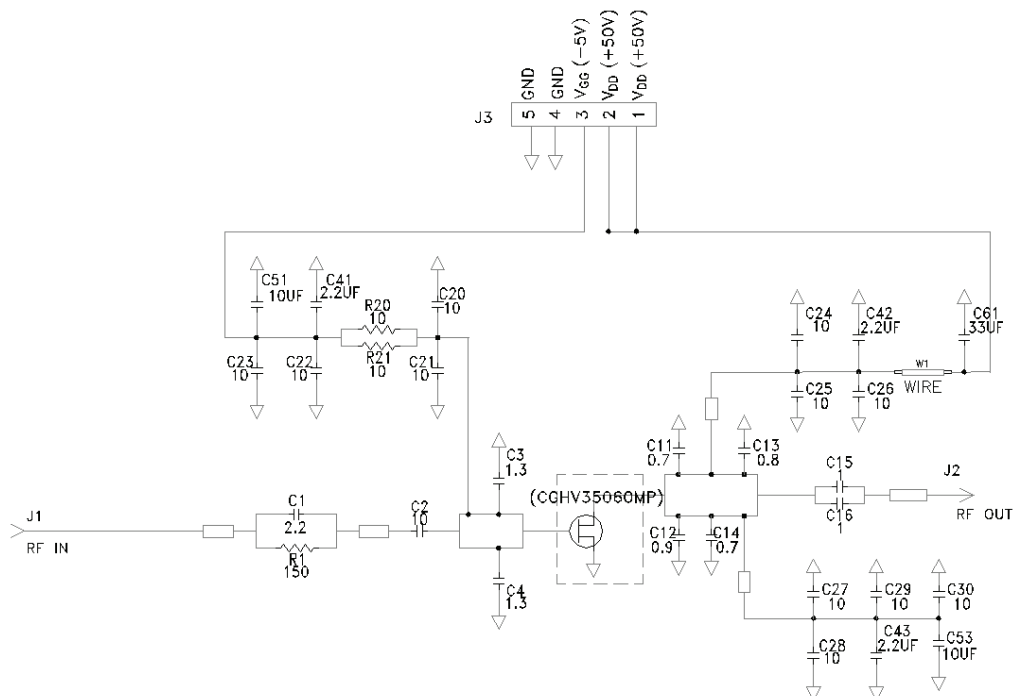 GND
GND
VGG (−5V)
VDD (+50V)
VDD (+50V)
J3
5
4
3
2
1
C51
10UF
C41
2.2UF
R20
10
C20
10
C23
10
C22
10
R21
10
C21
10
C24
10
C42
2.2UF
C61
33UF
W1
WIRE
C25
10
C26
10
C11
0.7
C13
0.8
C3
1.3
(CGHV35060MP)
C15
1
J2
RF OUT
C16
1
J1
RF IN
C1
2.2
C2
10
R1
150
C12
0.9
C14
0.7
C4
1.3
C27
10
C29
10
C30
10
C28
10
C43
2.2UF
C53
10UF